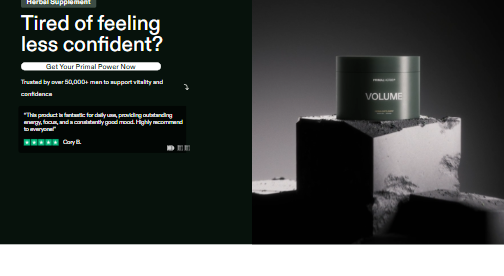 Herbal Supplement
Tired of feeling
less confident?
Get Your Primal Power Now
Trusted by over 50,000+ men to support vitality and
confidence
"This product is fantastic for daily use, providing outstanding
energy, focus, and a consistently good mood. Highly recommend
to everyone!"
Cory B.
VOLUME